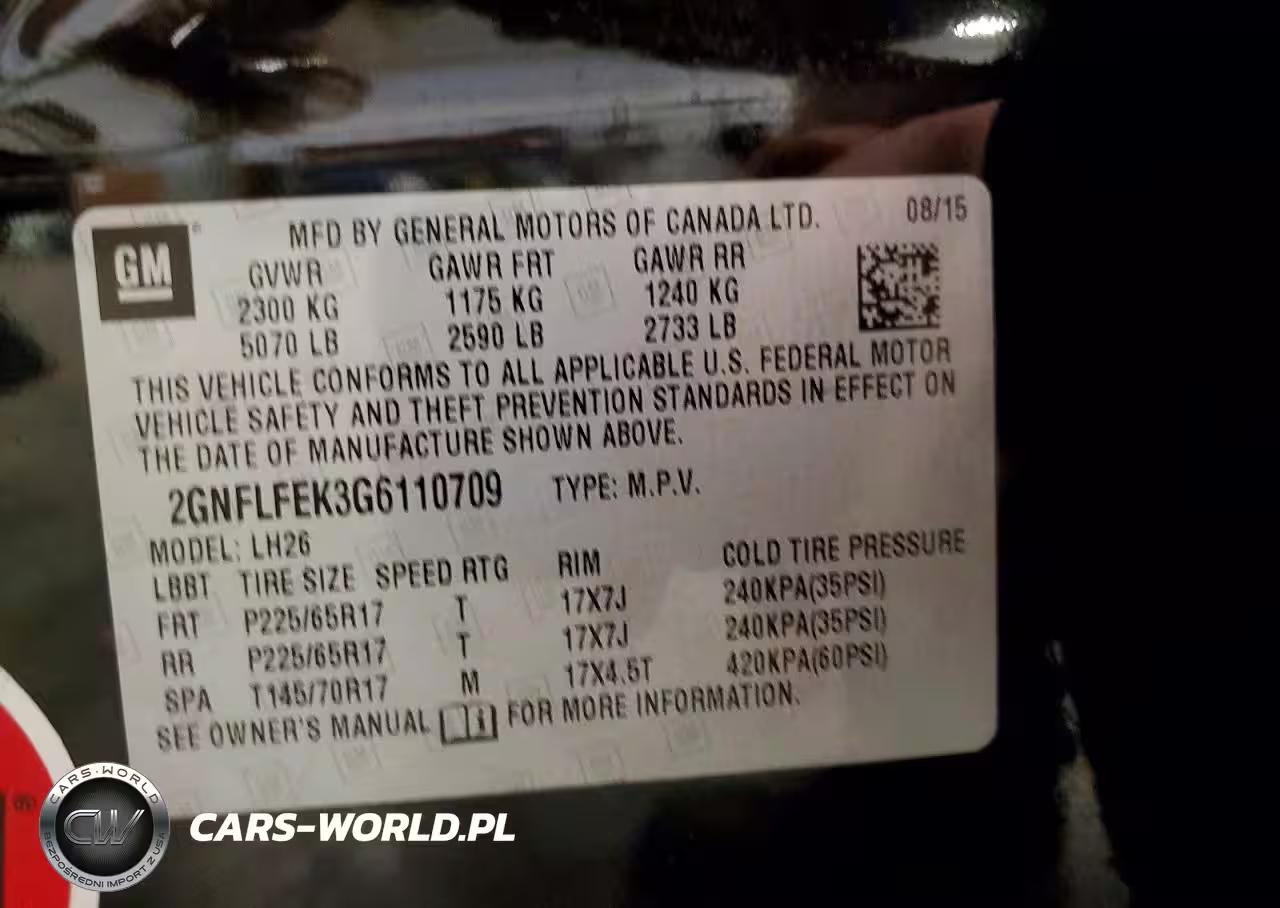 MFD BY GENERAL MOTORS OF CANADA LTD. 08/15
GM
GVWR GAWR FRT GAWR RR
2300 KG 1175 KG 1240 KG
5070 LB 2590 LB 2733 LB
THIS VEHICLE CONFORMS TO ALL APPLICABLE U.S. FEDERAL MOTOR
VEHICLE SAFETY AND THEFT PREVENTION STANDARDS IN EFFECT ON
THE DATE OF MANUFACTURE SHOWN ABOVE.
2GNFLFEK3G6110709 TYPE: M.P.V.
MODEL: LH26
LBBT TIRE SIZE SPEED RTG RIM COLD TIRE PRESSURE
FRT P225/65R17 T 17X7J 240KPA(35PSI)
RR P225/65R17 T 17X7J 240KPA(35PSI)
SPA T145/70R17 M 17X4.5T 420KPA(60PSI)
SEE OWNER'S MANUAL FOR MORE INFORMATION.
CARS-WORLD
CW
BEZPOŚREDNI IMPORT Z USA
CARS-WORLD.PL